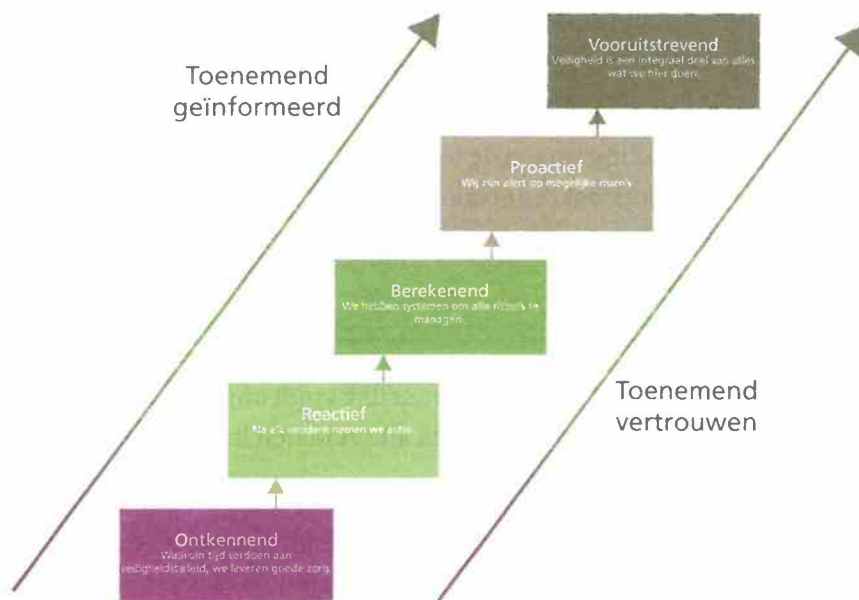 Vooruitstrevend
Veiligheid is een integraal deel van alles
wat we hier doen.
Toenemend
geïnformeerd
Proactief
Wij zijn alert op mogelijke risico's
Berekenend
We hebben systemen om alle risico's te
managen.
Toenemend
vertrouwen
Reactief
Na elk incident nemen we actie
Ontkennend
Waarom tijd verdoen aan
veiligheidsbeleid, we leveren goede zorg.